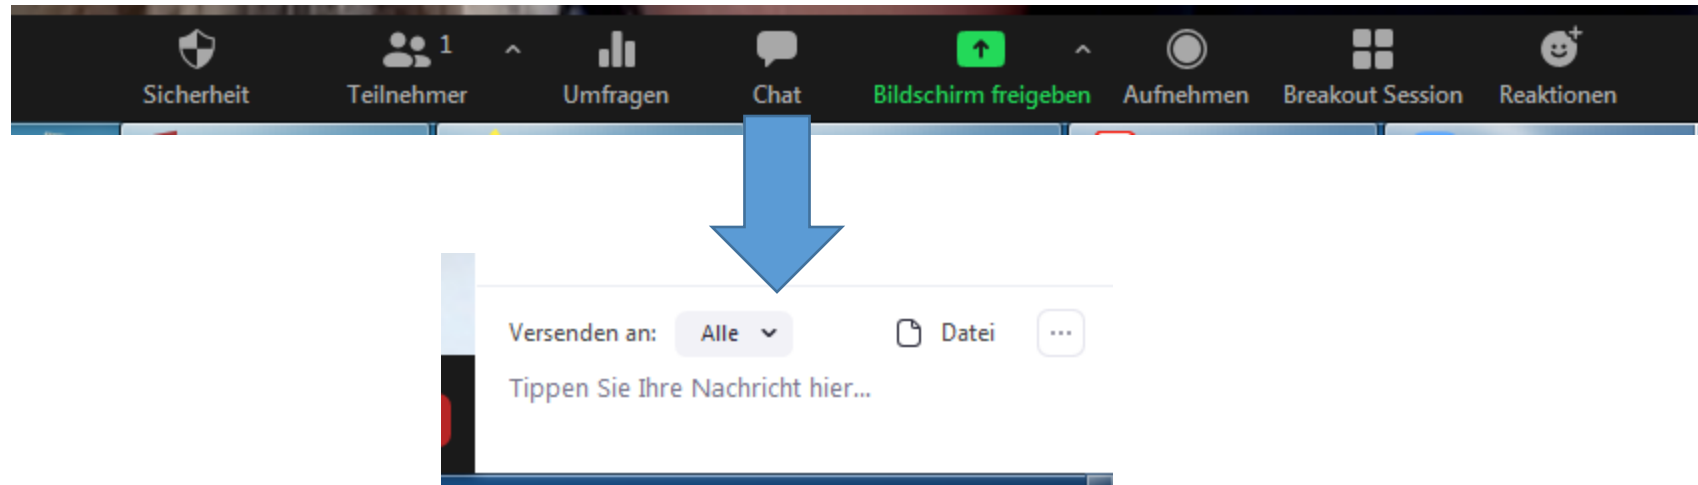 1
Sicherheit Teilnehmer Umfragen Chat Bildschirm freigeben Aufnehmen Breakout Session Reaktionen
Versenden an: Alle Datei ...
Tippen Sie Ihre Nachricht hier...